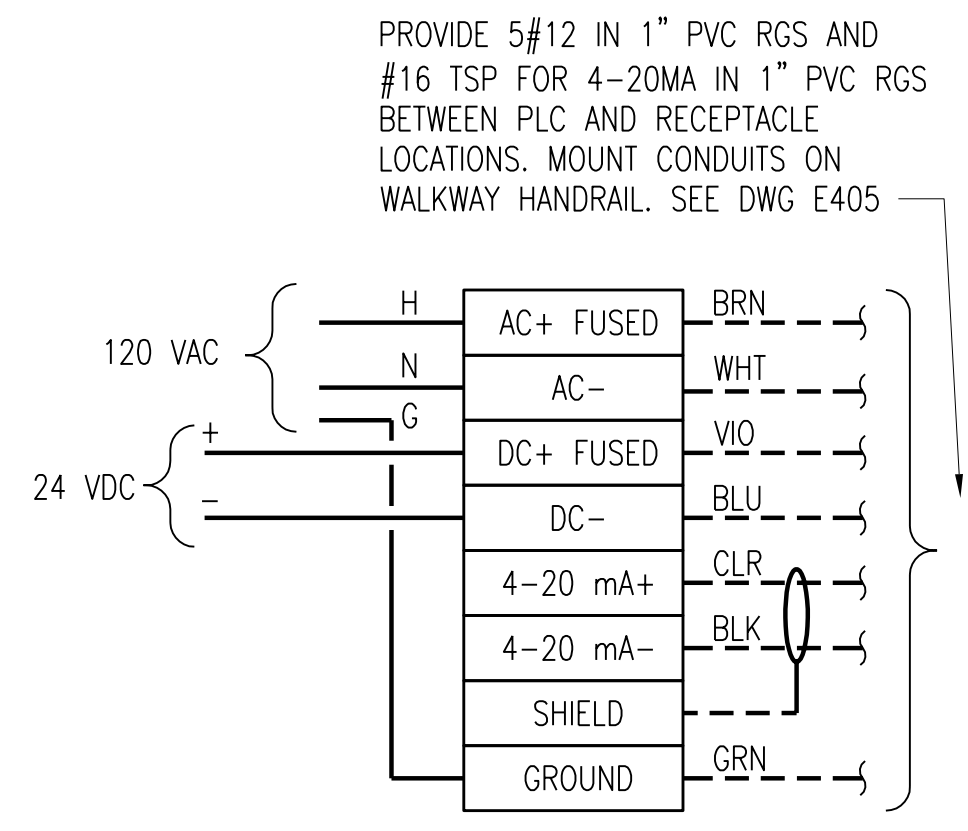 PROVIDE 5#12 IN 1" PVC RGS AND
#16 TSP FOR 4-20MA IN 1" PVC RGS
BETWEEN PLC AND RECEPTACLE
LOCATIONS. MOUNT CONDUITS ON
WALKWAY HANDRAIL. SEE DWG E405
120 VAC
H
AC+ FUSED
BRN
N
AC-
WHT
G
24 VDC
+
DC+ FUSED
VIO
-
DC-
BLU
4-20 mA+
CLR
4-20 mA-
BLK
SHIELD
GROUND
GRN